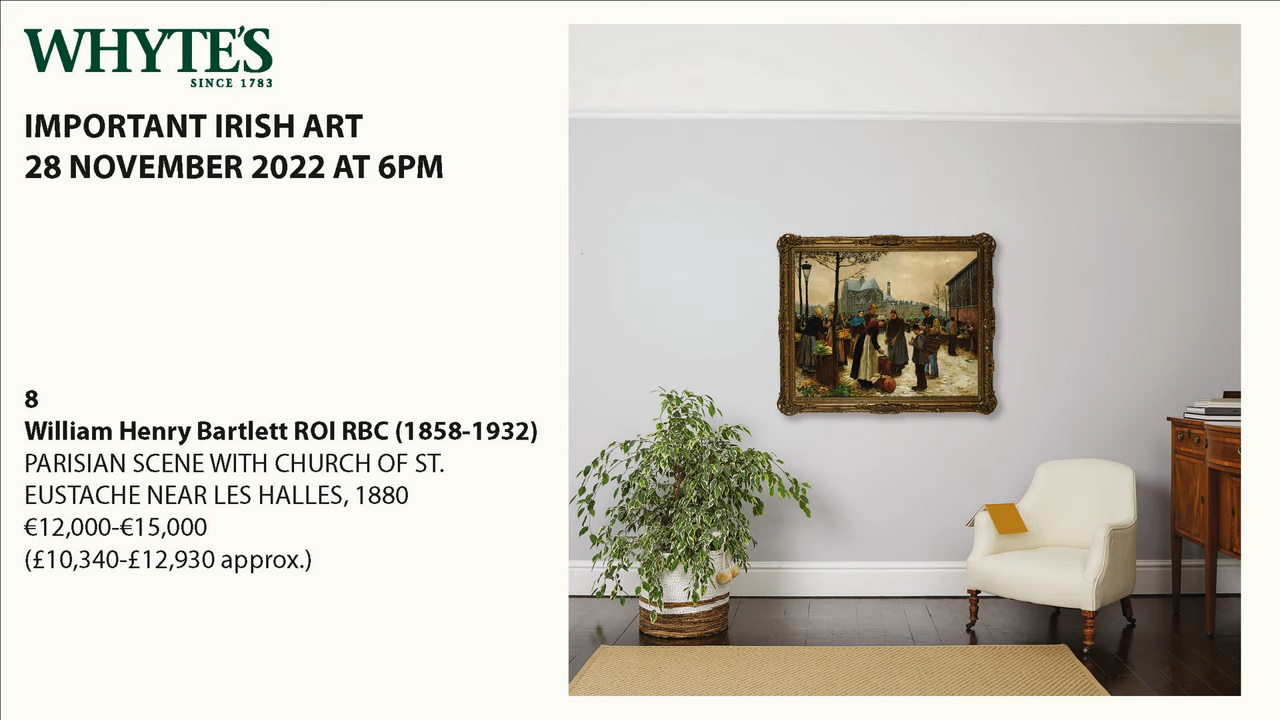 WHYTE'S
SINCE 1783
IMPORTANT IRISH ART
28 NOVEMBER 2022 AT 6PM
8
William Henry Bartlett ROI RBC (1858-1932)
PARISIAN SCENE WITH CHURCH OF ST.
EUSTACHE NEAR LES HALLES, 1880
€12,000-€15,000
(£10,340-£12,930 approx.)